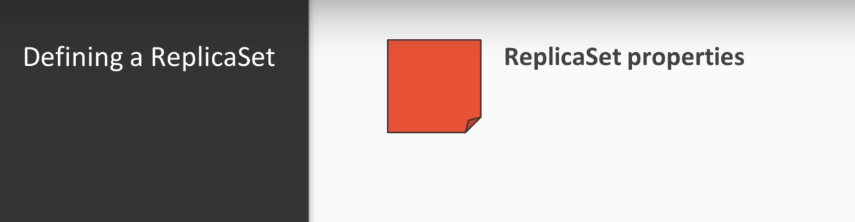 Defining a ReplicaSet
ReplicaSet properties